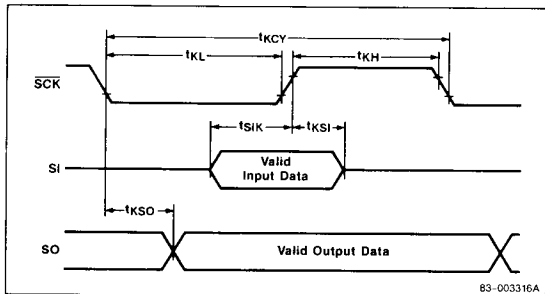 tKCY
tKL
tKH
SCK
tSIK
tKSI
SI
Valid
Input Data
tKSO
SO
Valid Output Data
83-003316A